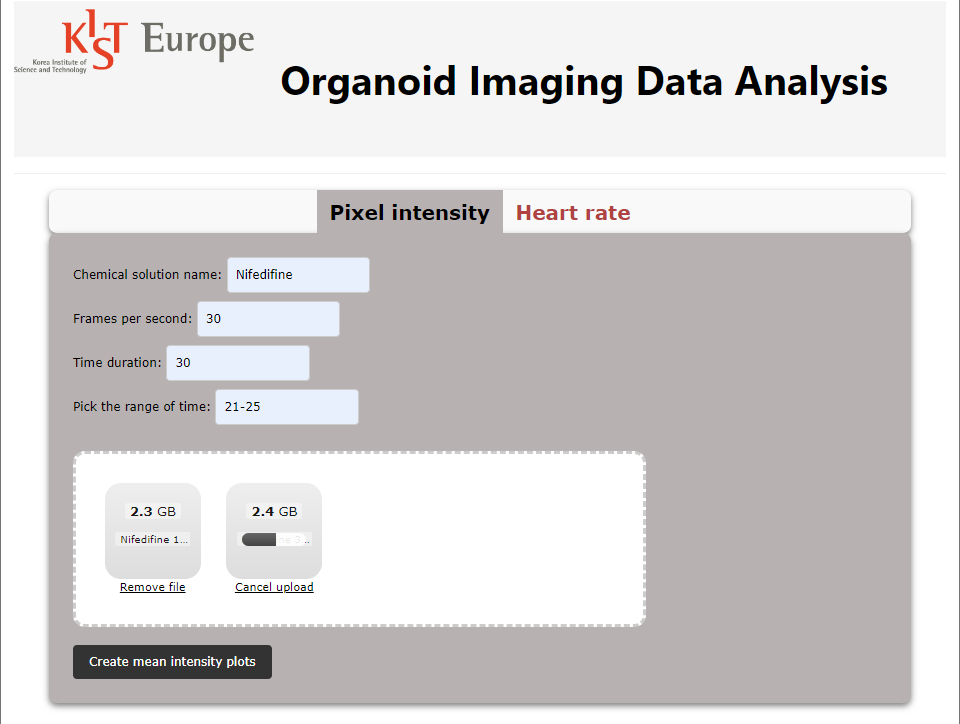 KIST Europe
Korea Institute of
Science and Technology
Organoid Imaging Data Analysis
Pixel intensity Heart rate
Chemical solution name: Nifedifine
Frames per second: 30
Time duration: 30
Pick the range of time: 21-25
2.3 GB 2.4 GB
Nifedifine 1...
Remove file Cancel upload
Create mean intensity plots